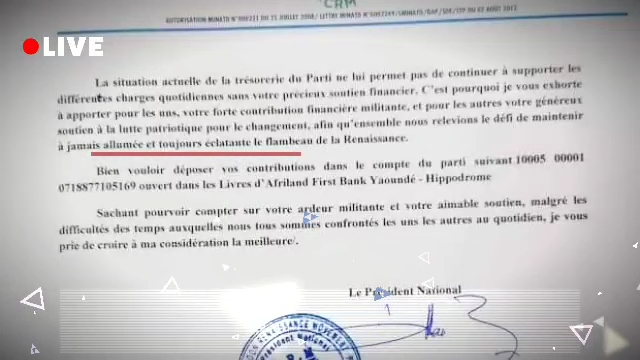 CRM
LIVE
La situation actuelle de la trésorerie du Parti ne lui permet pas de continuer à supporter les
différentes charges quotidiennes sans votre précieux soutien financier. C'est pourquoi je vous exhorte
à apporter pour les uns, votre forte contribution financière militante, et pour les autres votre généreux
soutien à la lutte patriotique pour le changement, afin qu'ensemble nous relevions le défi de maintenir
à jamais allumée et toujours éclatante le flambeau de la Renaissance.
Bien vouloir déposer vos contributions dans le compte du parti suivant 10005 00001
07188877105169 ouvert dans les Livres d'Afriland First Bank Yaoundé - Hippodrome
Sachant pourvoir compter sur votre ardeur militante et votre aimable soutien, malgré les
difficultés des temps auxquelles nous tous sommes confrontés les uns les autres au quotidien, je vous
prie de croire à ma considération la meilleure/.
Le Président National
RENAISSANCE MOVEMENT